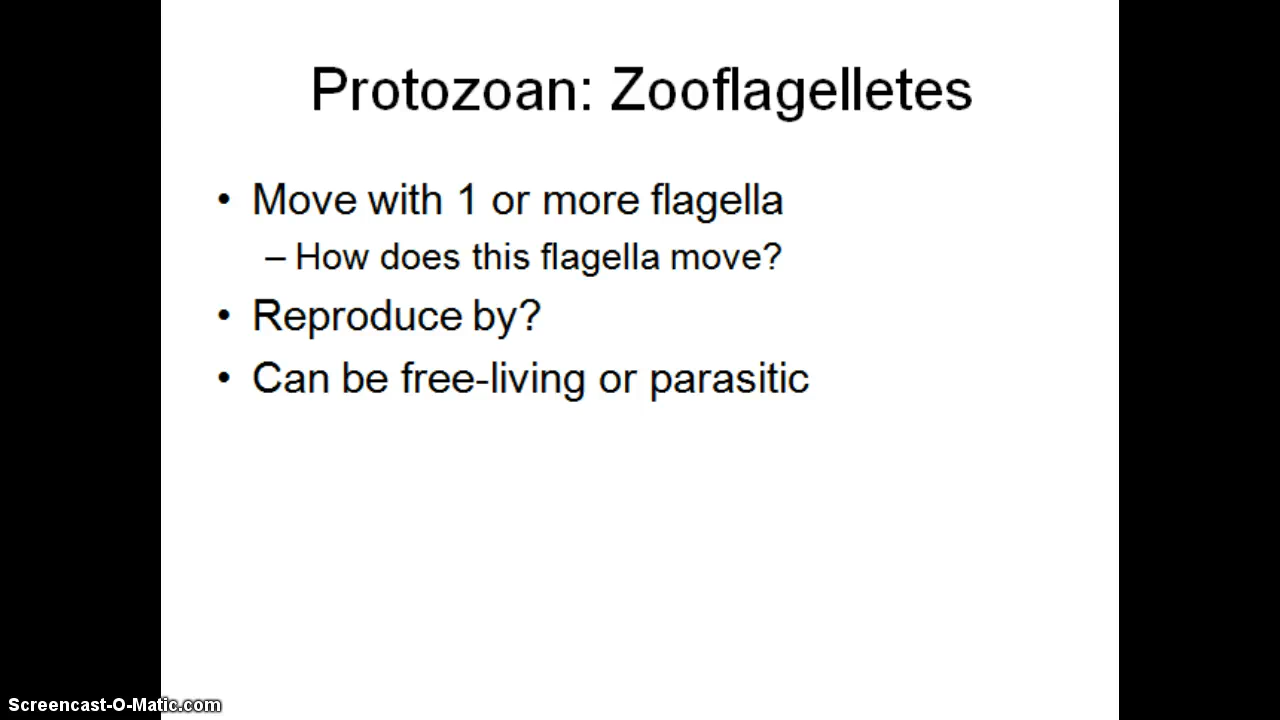 Protozoan: Zooflagelletes
• Move with 1 or more flagella
– How does this flagella move?
• Reproduce by?
• Can be free-living or parasitic
Screencast-O-Matic.com